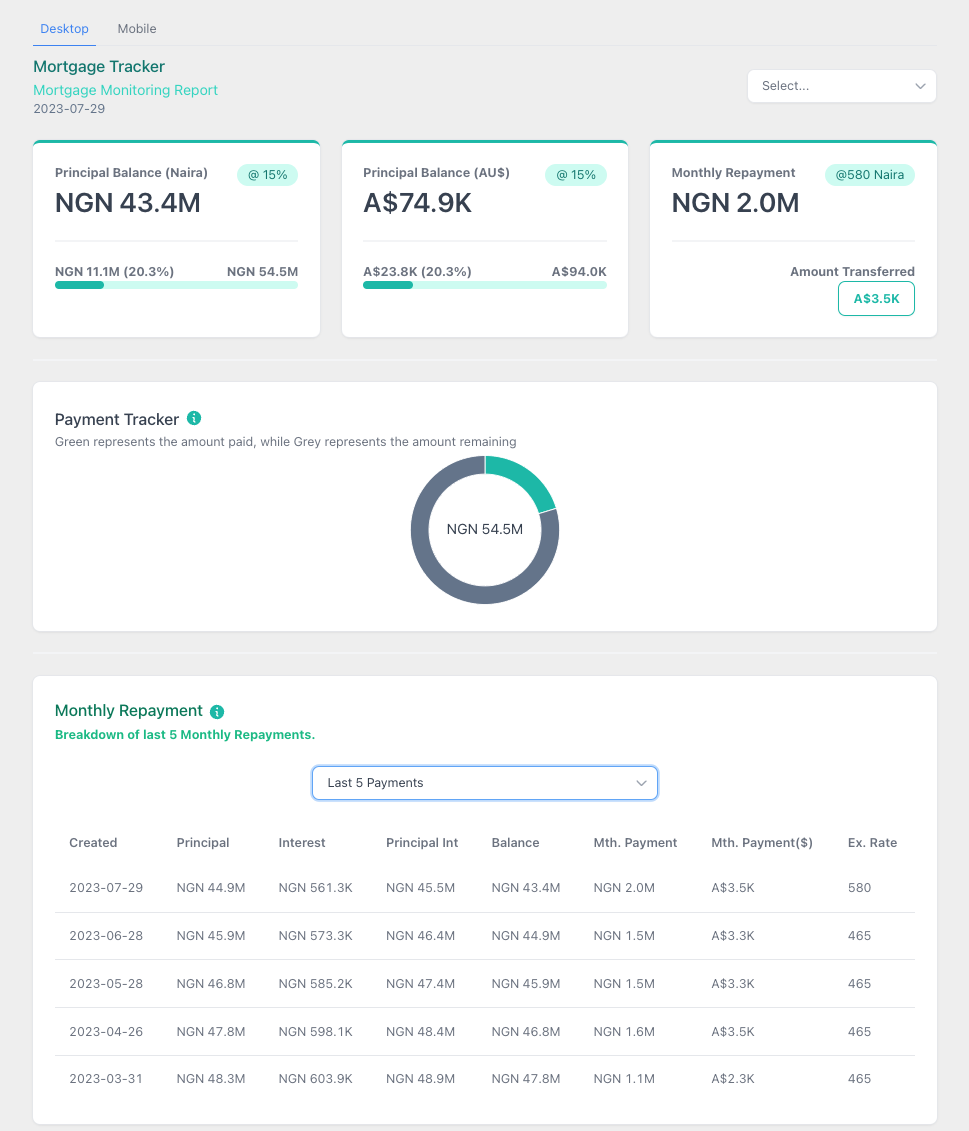 Desktop Mobile
Mortgage Tracker
Mortgage Monitoring Report
2023-07-29
Select...
Principal Balance (Naira) @ 15%
NGN 43.4M
NGN 11.1M (20.3%) NGN 54.5M
Principal Balance (AU$) @ 15%
A$74.9K
A$23.8K (20.3%) A$94.0K
Monthly Repayment @580 Naira
NGN 2.0M
Amount Transferred
A$3.5K
Payment Tracker
Green represents the amount paid, while Grey represents the amount remaining
NGN 54.5M
Monthly Repayment
Breakdown of last 5 Monthly Repayments.
Last 5 Payments
Created Principal Interest Principal Int Balance Mth. Payment Mth. Payment($) Ex. Rate
2023-07-29 NGN 44.9M NGN 561.3K NGN 45.5M NGN 43.4M NGN 2.0M A$3.5K 580
2023-06-28 NGN 45.9M NGN 573.3K NGN 46.4M NGN 44.9M NGN 1.5M A$3.3K 465
2023-05-28 NGN 46.8M NGN 585.2K NGN 47.4M NGN 45.9M NGN 1.5M A$3.3K 465
2023-04-26 NGN 47.8M NGN 598.1K NGN 48.4M NGN 46.8M NGN 1.6M A$3.5K 465
2023-03-31 NGN 48.3M NGN 603.9K NGN 48.9M NGN 47.8M NGN 1.1M A$2.3K 465